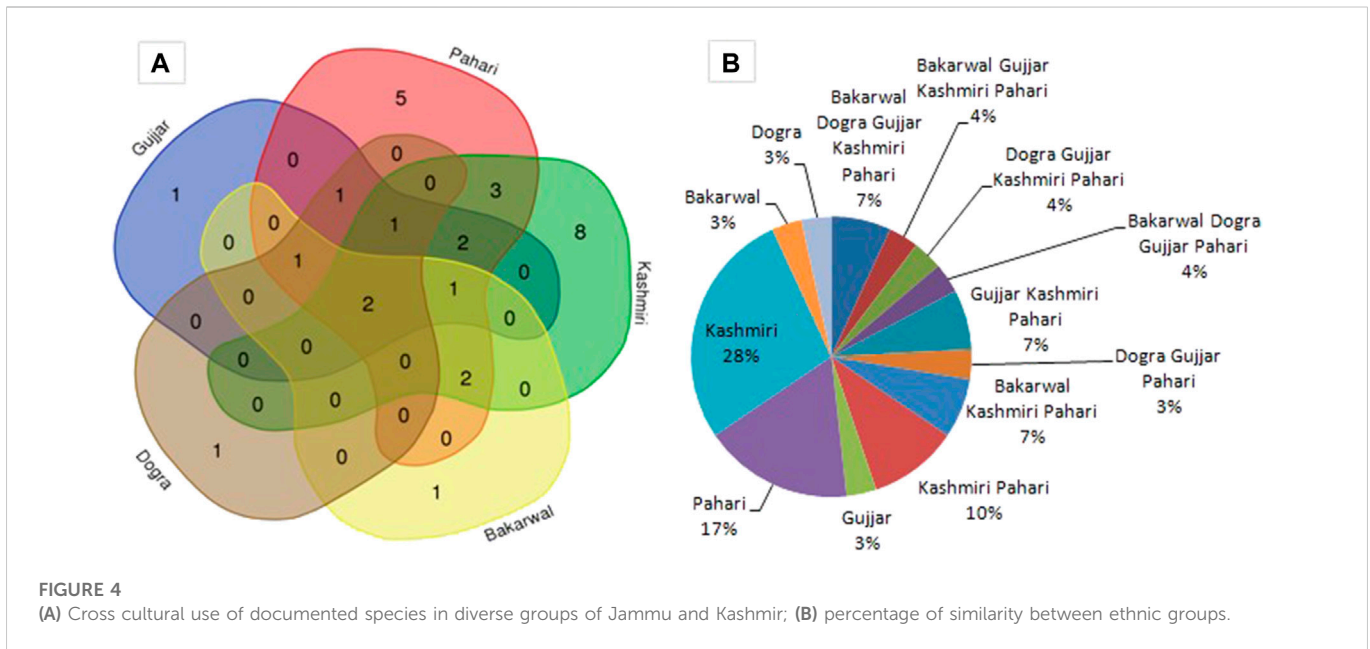 A
Pahari
5
Gujjar
0
0
1
0
3
1
8
0
1
2
0
0
1
0
Kashmiri
0
2
1
0
0
0
0
0
2
0
0
0
0
0
0
1
0
1
Dogra
Bakarwal
B
Bakarwal Gujjar
Kashmiri Pahari
4%
Bakarwal
Dogra Gujjar
Kashmiri
Pahari
7%
Dogra
3%
Dogra Gujjar
Kashmiri Pahari
4%
Bakarwal
3%
Bakarwal Dogra
Gujjar Pahari
4%
Gujjar Kashmiri
Pahari
7%
Kashmiri
28%
Dogra Gujjar
Pahari
3%
Bakarwal
Kashmiri Pahari
7%
Kashmiri Pahari
10%
Pahari
17%
Gujjar
3%
FIGURE 4
(A) Cross cultural use of documented species in diverse groups of Jammu and Kashmir; (B) percentage of similarity between ethnic groups.